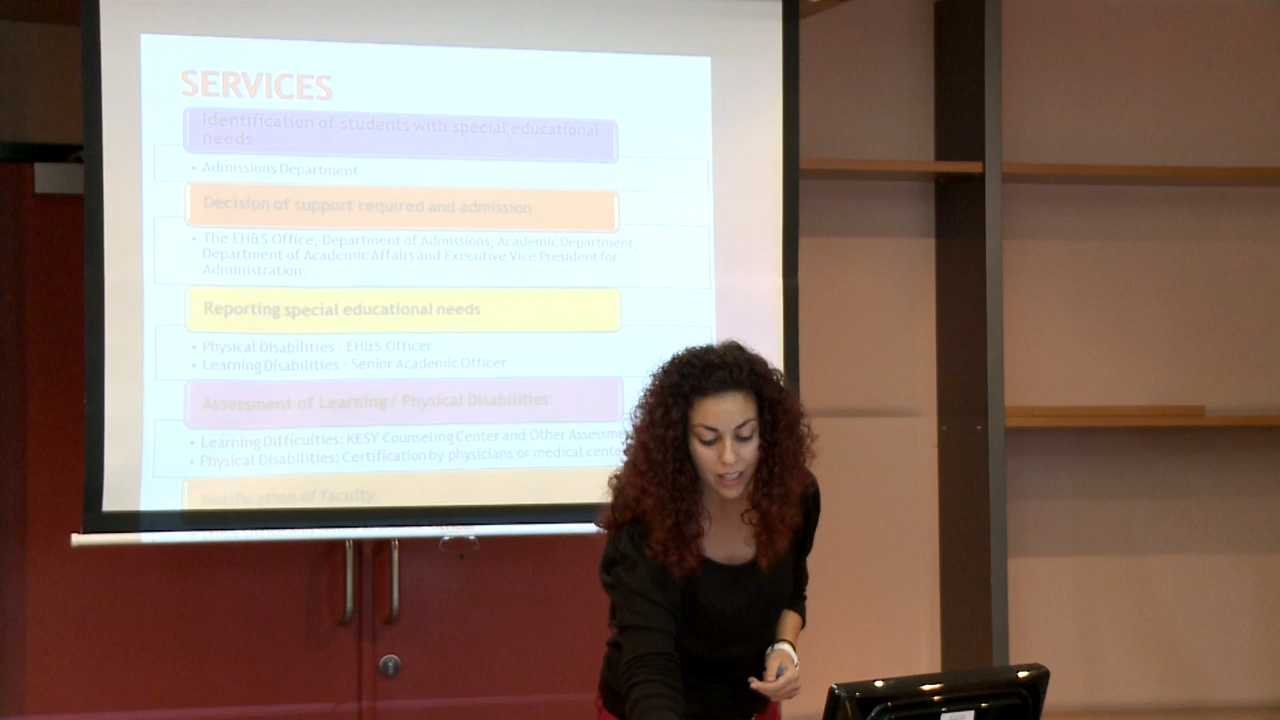 SERVICES
Identification of students with special educational
needs
• Admissions Department
Decision of support required and admission
• The EH&S Office, Department of Admissions, Academic Department,
Department of Academic Affairs and Executive Vice President for
Administration.
Reporting special educational needs
• Physical Disabilities - EH&S Officer
• Learning Disabilities - Senior Academic Officer
Assessment of Learning / Physical Disabilities
• Learning Difficulties: KESY Counseling Center and Other
• Physical Disabilities: Certification by physicians or medical
Notification of faculty